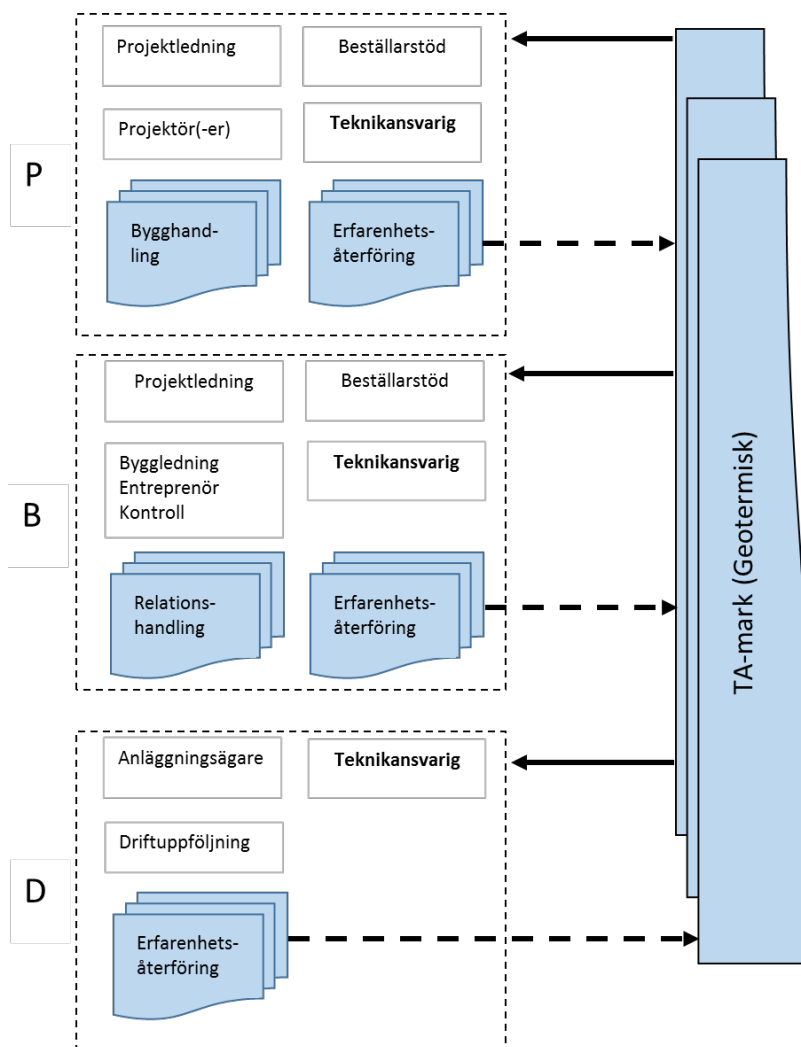 Projektledning
Beställarstöd
P
Projektör(-er)
Teknikansvarig
Bygghand-
ling
Erfarenhets-
återföring
Projektledning
Beställarstöd
B
Byggledning
Entreprenör
Kontroll
Teknikansvarig
Relations-
handling
Erfarenhets-
återföring
Anläggningsägare
Teknikansvarig
D
Driftuppföljning
Erfarenhets-
återföring
TA-mark (Geotermisk)